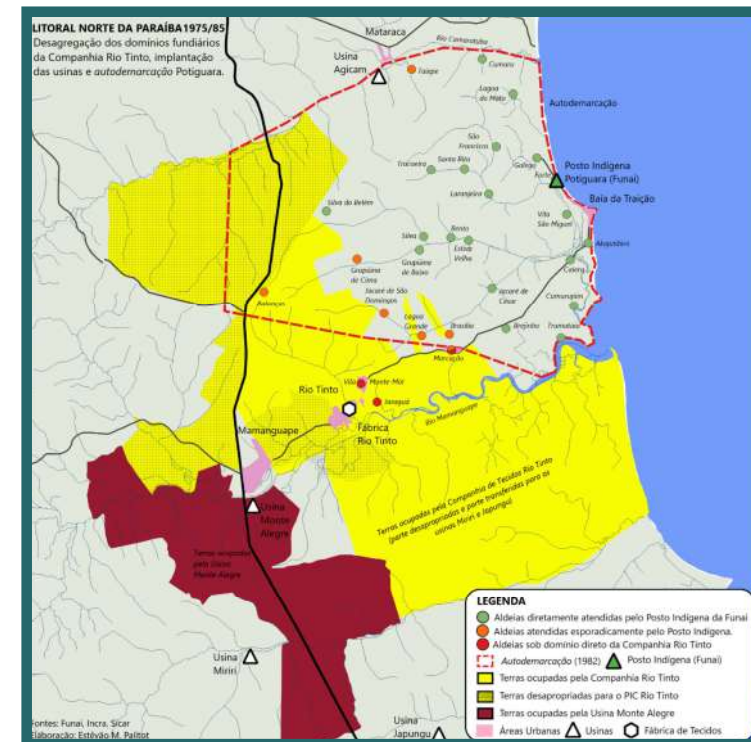 LITORAL NORTE DA PARAÍBA1975/85
Desagregação dos domínios fundiários
da Companhia Rio Tinto, implantação
das usinas e autodemarcação Potiguara.
Mataraca
Rio Camaratuba
Usina
Agicam
Cumaru
Lagoa
do Mato
Autodemarcação
São
Francisco
Tracoeira
Santa Rita
Galego
Forte
Posto Indígena
Potiguara (Funai)
Baía da Traição
Laranjeira
Silva da Belém
Vila
São Miguel
Akajutibiró
Silva
Bento
Estiva
Velha
Grupiúna
de Baixo
Grupiúna
de Cima
Caieira
Jacaré de São
Domingos
Jacaré de
César
Cumurupim
Lagoa
Grande
Brasília
Brejinho
Tramataia
Marcação
Rio Tinto
Vila
Monte-Mór
Jaraguá
Mamanguape
Fábrica
Rio Tinto
Rio Mamanguape
Terras ocupadas pela Companhia de Tecidos Rio Tinto
(parte desapropriadas e parte transferidas para as
usinas Miriri e Japungu)
Usina
Monte
Alegre
Terras ocupadas
pela Usina
Monte Alegre
Usina
Miriri
Usina
Japungu
LEGENDA
Aldeias diretamente atendidas pelo Posto Indígena da Funai
Aldeias atendidas esporadicamente pelo Posto Indígena.
Aldeias sob domínio direto da Companhia Rio Tinto
Autodemarcação (1982)
Posto Indígena (Funai)
Terras ocupadas pela Companhia Rio Tinto
Terras desapropriadas para o PIC Rio Tinto
Terras ocupadas pela Usina Monte Alegre
Áreas Urbanas
Usinas
Fábrica de Tecidos
Fontes: Funai, Incra, Sicar
Elaboração: Estêvão M. Palitot